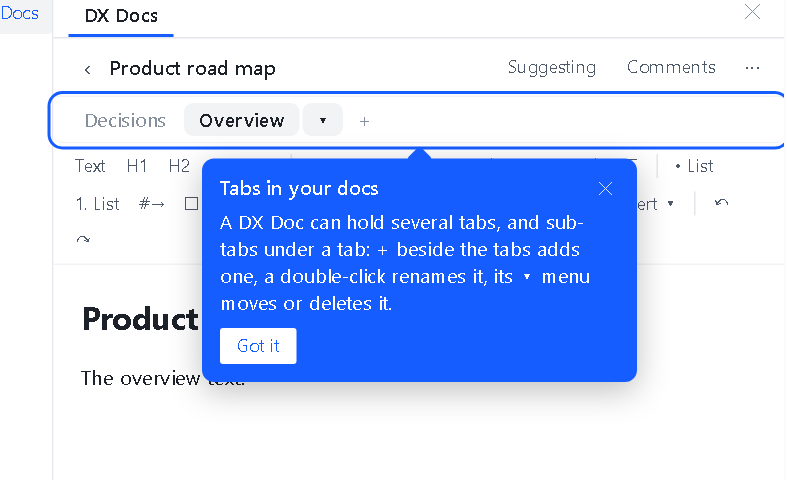 Docs
DX Docs
‹ Product road map
Suggesting Comments ···
Decisions Overview ▾ +
Text H1 H2
• List
1. List #→ ☐
▾ ↶
↷
Tabs in your docs
A DX Doc can hold several tabs, and sub-
tabs under a tab: + beside the tabs adds
one, a double-click renames it, its ▾ menu
moves or deletes it.
Got it
Product
The overview text.